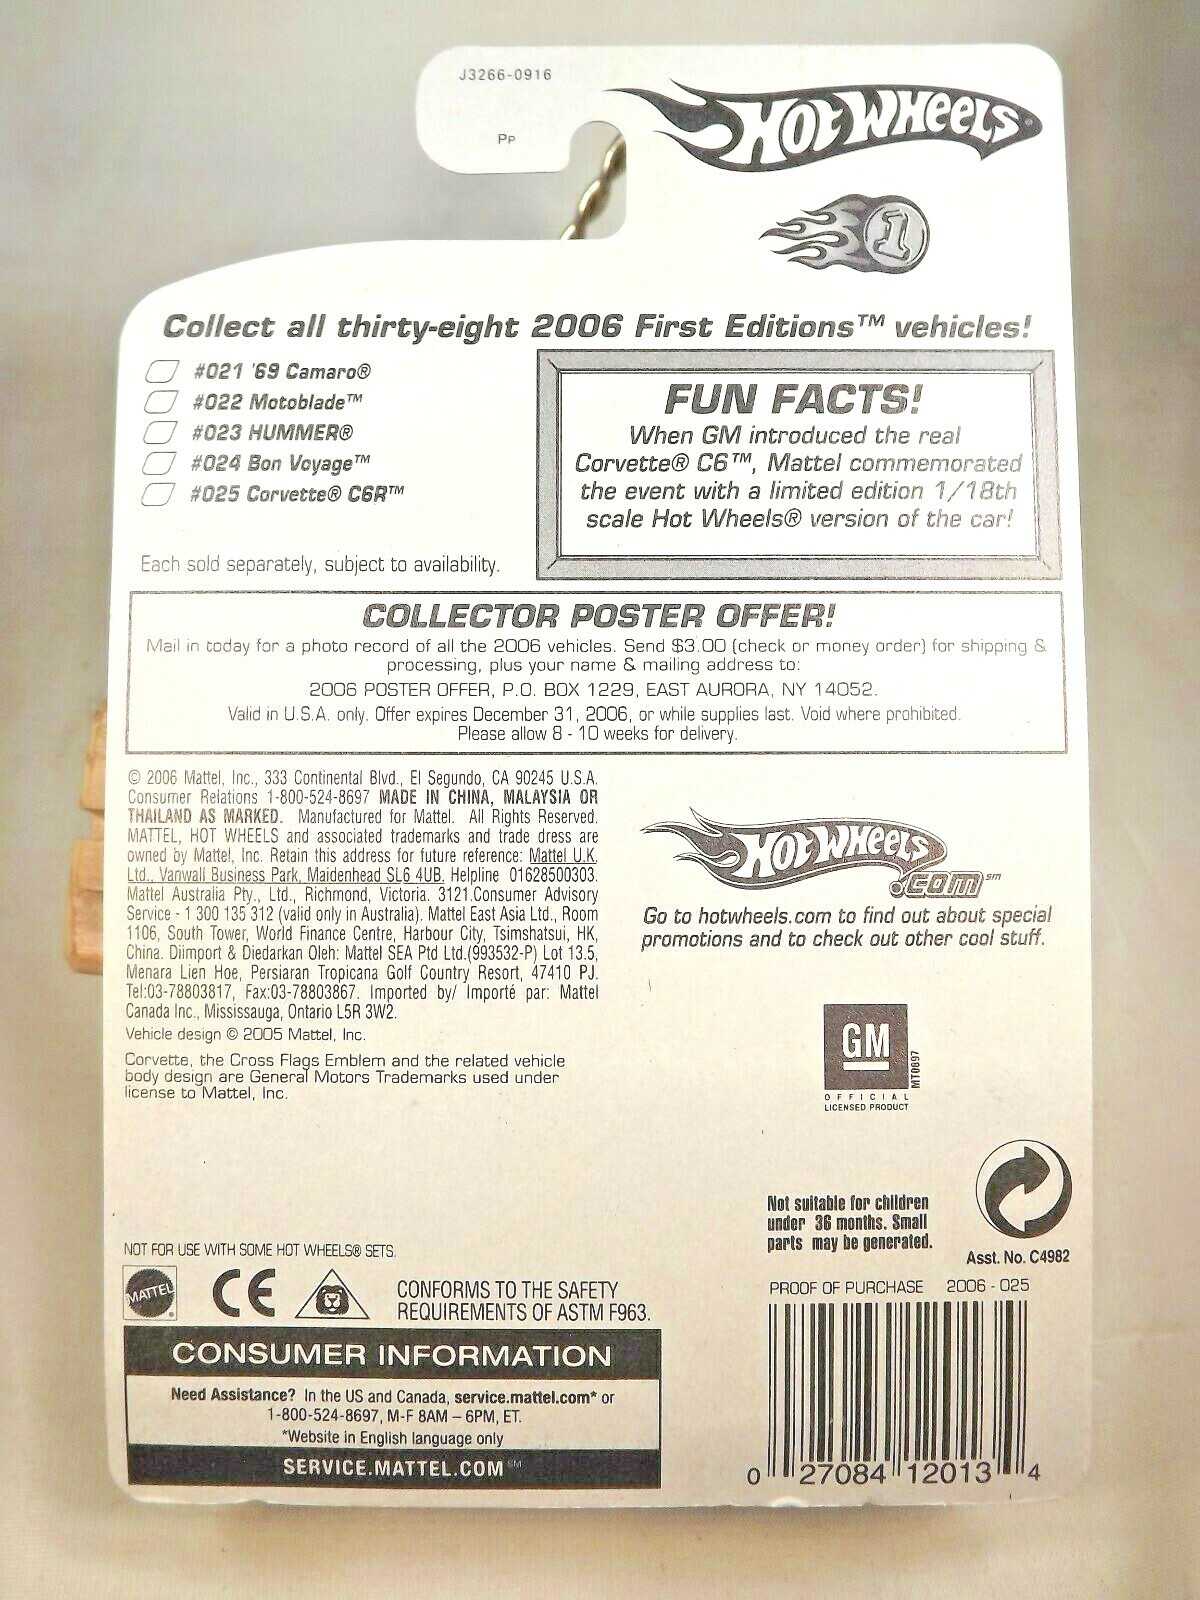 J3266-0916
PP
HOT WHEELS
1
Collect all thirty-eight 2006 First Editions™ vehicles!
#021 '69 Camaro®
#022 Motoblade™
#023 HUMMER®
#024 Bon Voyage™
#025 Corvette® C6R™
Each sold separately, subject to availability.
FUN FACTS!
When GM introduced the real
Corvette® C6™, Mattel commemorated
the event with a limited edition 1/18th
scale Hot Wheels® version of the car!
COLLECTOR POSTER OFFER!
Mail in today for a photo record of all the 2006 vehicles. Send $3.00 (check or money order) for shipping &
processing, plus your name & mailing address to:
2006 POSTER OFFER, P.O. BOX 1229, EAST AURORA, NY 14052.
Valid in U.S.A. only. Offer expires December 31, 2006, or while supplies last. Void where prohibited.
Please allow 8 - 10 weeks for delivery.
© 2006 Mattel, Inc., 333 Continental Blvd., El Segundo, CA 90245 U.S.A.
Consumer Relations 1-800-524-8697 MADE IN CHINA, MALAYSIA OR
THAILAND AS MARKED. Manufactured for Mattel. All Rights Reserved.
MATTEL, HOT WHEELS and associated trademarks and trade dress are
owned by Mattel, Inc. Retain this address for future reference: Mattel U.K.
Ltd., Vanwall Business Park, Maidenhead SL6 4UB. Helpline 01628500303.
Mattel Australia Pty., Ltd., Richmond, Victoria. 3121.Consumer Advisory
Service - 1 300 135 312 (valid only in Australia). Mattel East Asia Ltd., Room
1106, South Tower, World Finance Centre, Harbour City, Tsimshatsui, HK,
China. Diimport & Diedarkan Oleh: Mattel SEA Ptd Ltd.(993532-P) Lot 13.5,
Menara Lien Hoe, Persiaran Tropicana Golf Country Resort, 47410 PJ.
Tel:03-78803817, Fax:03-78803867. Imported by/ Importé par: Mattel
Canada Inc., Mississauga, Ontario L5R 3W2.
Vehicle design © 2005 Mattel, Inc.
Corvette, the Cross Flags Emblem and the related vehicle
body design are General Motors Trademarks used under
license to Mattel, Inc.
HOT WHEELS
.com℠
Go to hotwheels.com to find out about special
promotions and to check out other cool stuff.
GM
MT0897
OFFICIAL
LICENSED PRODUCT
Not suitable for children
under 36 months. Small
parts may be generated.
Asst. No. C4982
NOT FOR USE WITH SOME HOT WHEELS® SETS.
MATTEL®
CE
CONFORMS TO THE SAFETY
REQUIREMENTS OF ASTM F963.
PROOF OF PURCHASE 2006 - 025
CONSUMER INFORMATION
Need Assistance? In the US and Canada, service.mattel.com* or
1-800-524-8697, M-F 8AM – 6PM, ET.
*Website in English language only
SERVICE.MATTEL.COM℠
0 27084 12013 4